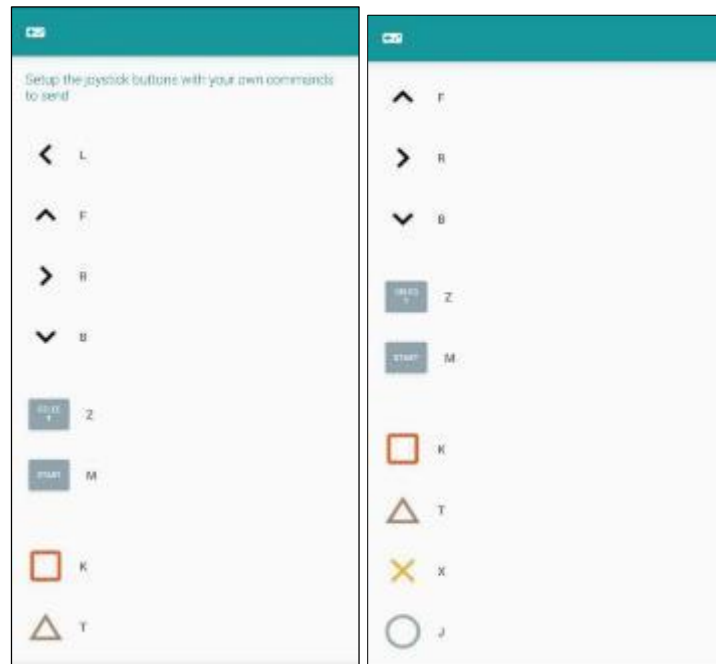 Setup the joystick buttons with your own commands
to send
L
F
R
B
Z
START
M
K
T
F
R
B
Z
START
M
K
T
X
J